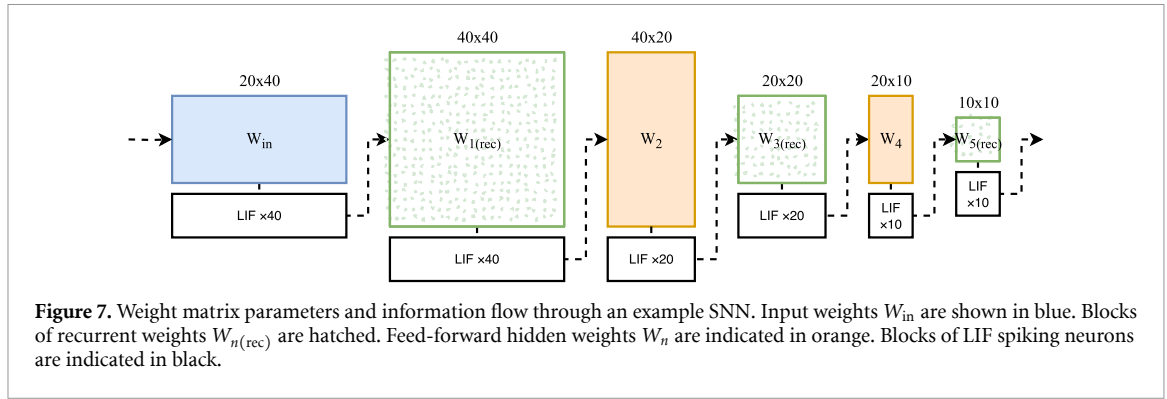 40x40
40x20
20x40
20x20
20x10
10x10
W_in
W_1(rec)
W_2
W_3(rec)
W_4
W_5(rec)
LIF ×40
LIF ×40
LIF ×20
LIF ×20
LIF
×10
LIF
×10
Figure 7. Weight matrix parameters and information flow through an example SNN. Input weights W_in are shown in blue. Blocks
of recurrent weights W_n(rec) are hatched. Feed-forward hidden weights W_n are indicated in orange. Blocks of LIF spiking neurons
are indicated in black.